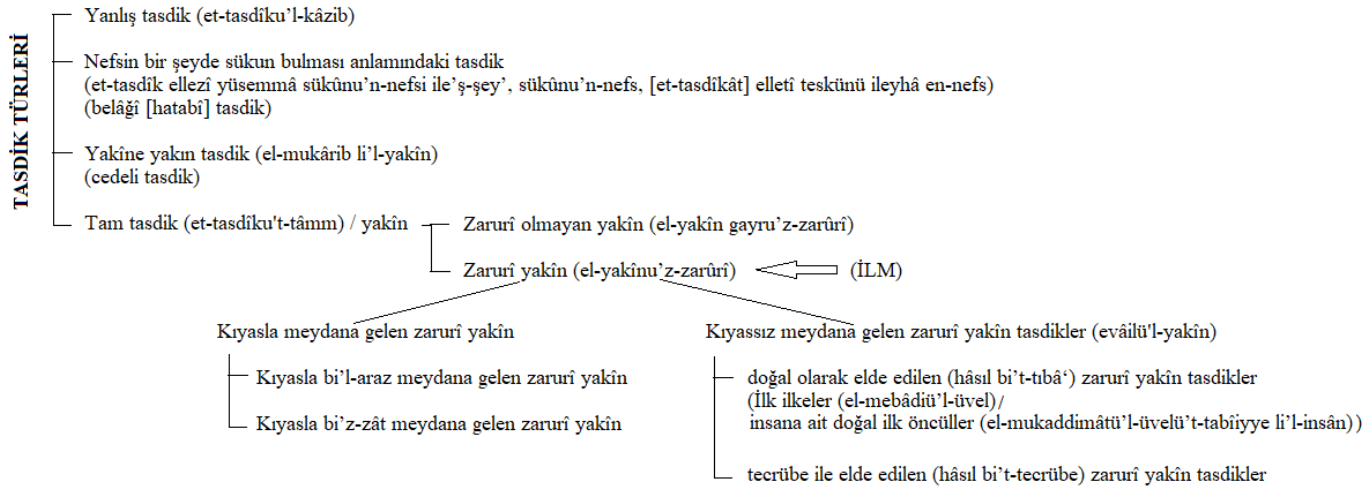 TASDİK TÜRLERİ
Yanlış tasdik (et-tasdîku’l-kâzib)
Nefsin bir şeyde sükun bulması anlamındaki tasdik
(et-tasdîk ellezî yüsemmâ sükûnu’n-nefsi ile’ş-şey’, sükûnu’n-nefs, [et-tasdîkât] elletî teskünü ileyhâ en-nefs)
(belâğî [hatabî] tasdik)
Yakîne yakın tasdik (el-mukârib li’l-yakîn)
(cedeli tasdik)
Tam tasdik (et-tasdîku't-tâmm) / yakîn
Zarurî olmayan yakîn (el-yakîn gayru’z-zarûrî)
Zarurî yakîn (el-yakînu’z-zarûrî)
(İLM)
Kıyasla meydana gelen zarurî yakîn
Kıyasla bi’l-araz meydana gelen zarurî yakîn
Kıyasla bi’z-zât meydana gelen zarurî yakîn
Kıyassız meydana gelen zarurî yakîn tasdikler (evâilü'l-yakîn)
doğal olarak elde edilen (hâsıl bi’t-tıbâ‘) zarurî yakîn tasdikler
(İlk ilkeler (el-mebâdiü’l-üvel)/
insana ait doğal ilk öncüller (el-mukaddimâtü’l-üvelü’t-tabîiyye li’l-insân))
tecrübe ile elde edilen (hâsıl bi’t-tecrübe) zarurî yakîn tasdikler